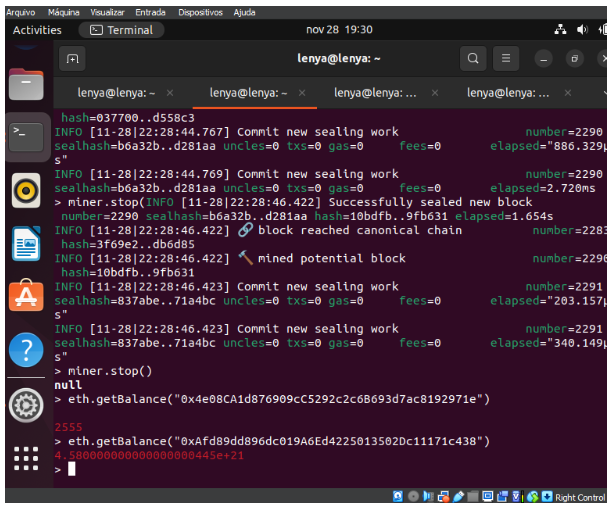 Arquivo Máquina Visualizar Entrada Dispositivos Ajuda
Activities Terminal nov 28 19:30
lenya@lenya: ~
lenya@lenya: ~ × lenya@lenya: ~ × lenya@lenya: ... × lenya@lenya: ... ×
hash=037700..d558c3
INFO [11-28|22:28:44.767] Commit new sealing work number=2290
sealhash=b6a32b..d281aa uncles=0 txs=0 gas=0 fees=0 elapsed="886.329µ
s"
INFO [11-28|22:28:44.769] Commit new sealing work number=2290
sealhash=b6a32b..d281aa uncles=0 txs=0 gas=0 fees=0 elapsed=2.720ms
> miner.stop(INFO [11-28|22:28:46.422] Successfully sealed new block
number=2290 sealhash=b6a32b..d281aa hash=10bdfb..9fb631 elapsed=1.654s
INFO [11-28|22:28:46.422] 🔗 block reached canonical chain number=2283
hash=3f69e2..db6d85
INFO [11-28|22:28:46.422] 🔨 mined potential block number=2290
hash=10bdfb..9fb631
INFO [11-28|22:28:46.423] Commit new sealing work number=2291
sealhash=837abe..71a4bc uncles=0 txs=0 gas=0 fees=0 elapsed="203.157µ
s"
INFO [11-28|22:28:46.423] Commit new sealing work number=2291
sealhash=837abe..71a4bc uncles=0 txs=0 gas=0 fees=0 elapsed="340.149µ
s"
> miner.stop()
null
> eth.getBalance("0x4e08CA1d876909cC5292c2c6B693d7ac8192971e")
2555
> eth.getBalance("0xAfd89dd896dc019A6Ed4225013502Dc11171c438")
4.580000000000000000445e+21
>
Right Control